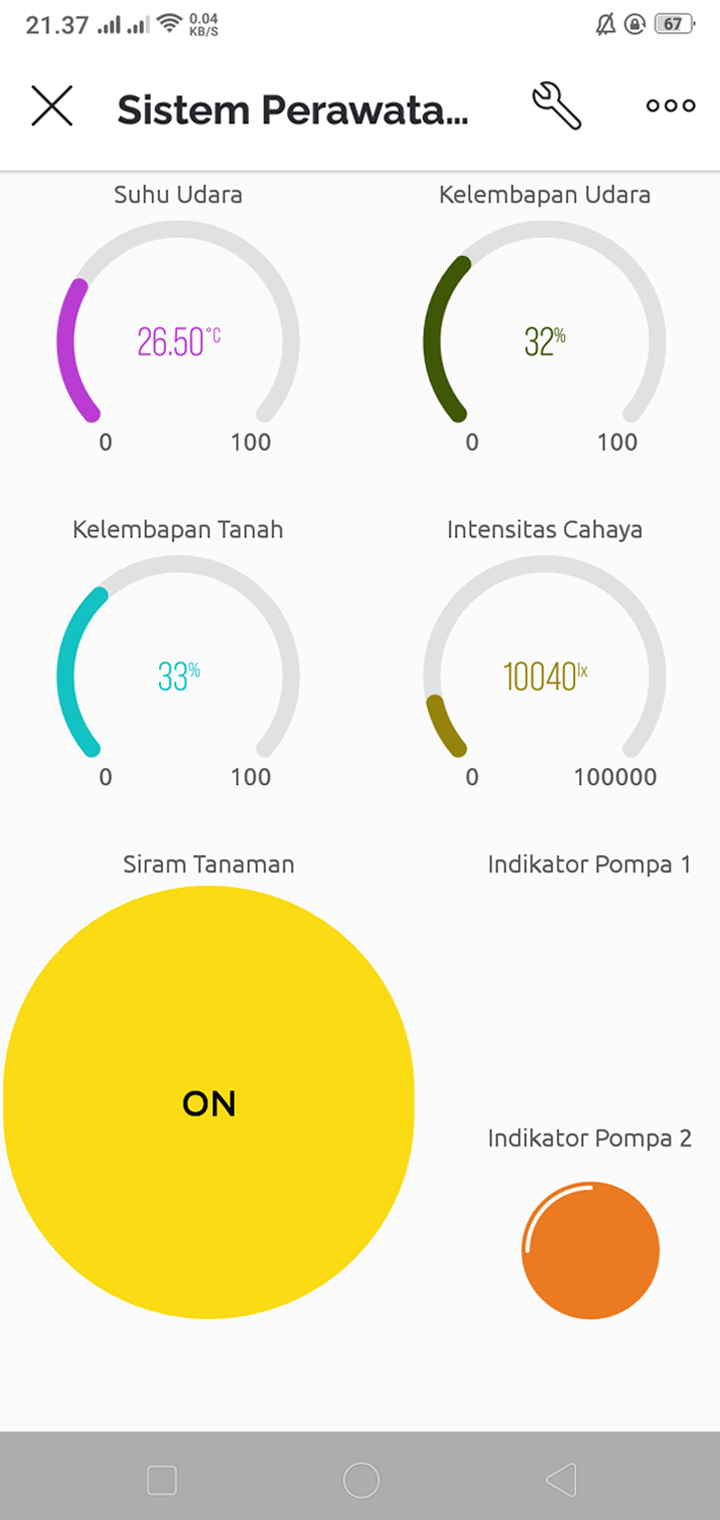 21.37 0.04 KB/S 67
Sistem Perawata...
Suhu Udara
Kelembapan Udara
26.50°C
32%
0 100
0 100
Kelembapan Tanah
Intensitas Cahaya
33%
10040lx
0 100
0 100000
Siram Tanaman
Indikator Pompa 1
ON
Indikator Pompa 2